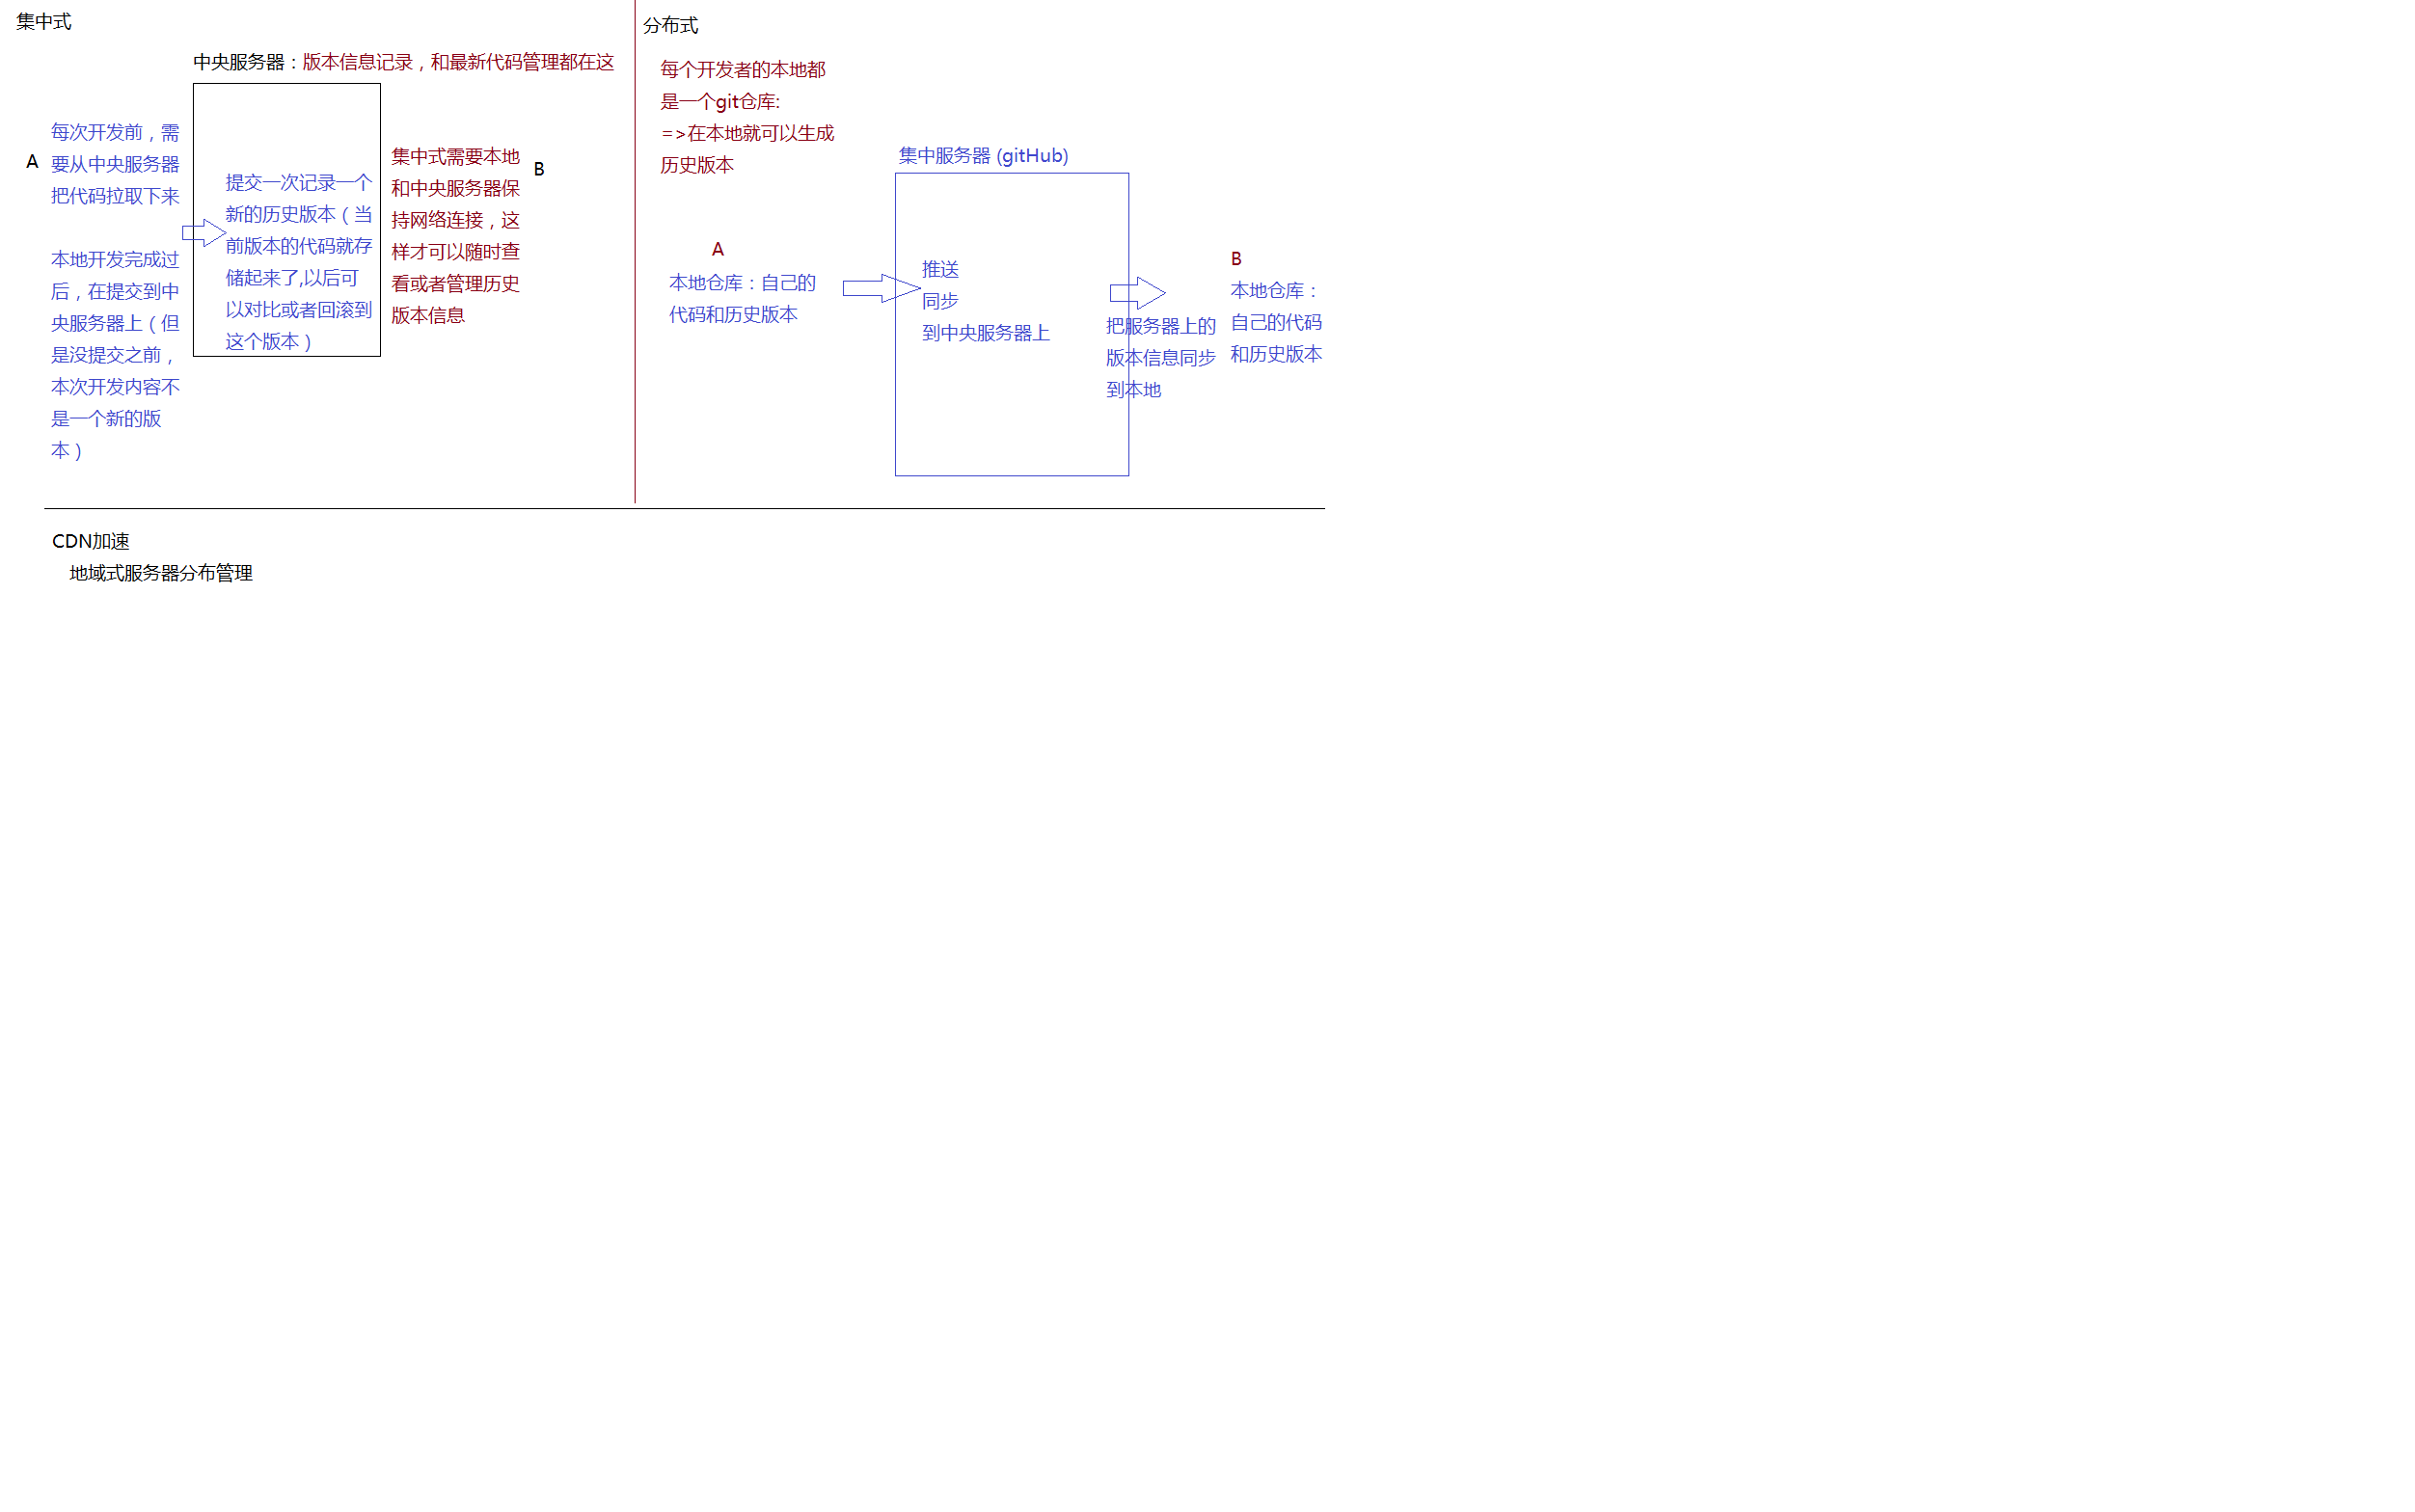 集中式
中央服务器：版本信息记录，和最新代码管理都在这
A
每次开发前，需
要从中央服务器
把代码拉取下来
本地开发完成过
后，在提交到中
央服务器上（但
是没提交之前，
本次开发内容不
是一个新的版
本）
提交一次记录一个
新的历史版本（当
前版本的代码就存
储起来了,以后可
以对比或者回滚到
这个版本）
集中式需要本地
和中央服务器保
持网络连接，这
样才可以随时查
看或者管理历史
版本信息
B
分布式
每个开发者的本地都
是一个git仓库:
=>在本地就可以生成
历史版本
A
本地仓库：自己的
代码和历史版本
集中服务器 (gitHub)
推送
同步
到中央服务器上
把服务器上的
版本信息同步
到本地
B
本地仓库：
自己的代码
和历史版本
CDN加速
地域式服务器分布管理